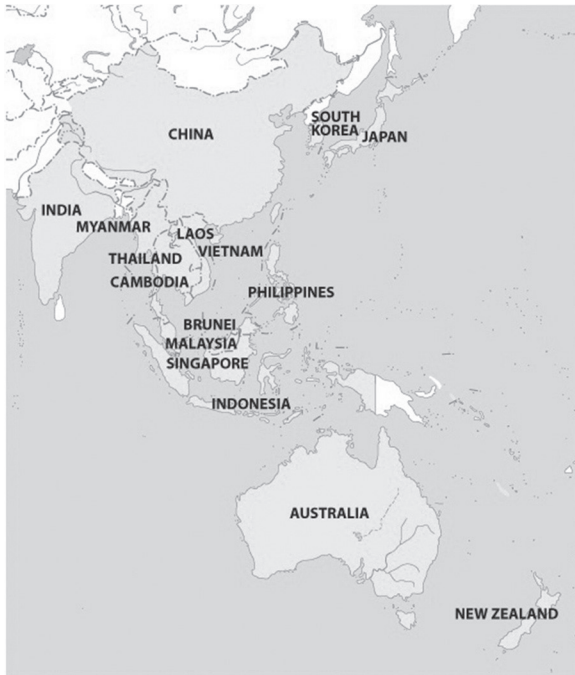 CHINA
SOUTH
KOREA
JAPAN
INDIA
MYANMAR
LAOS
VIETNAM
THAILAND
CAMBODIA
PHILIPPINES
BRUNEI
MALAYSIA
SINGAPORE
INDONESIA
AUSTRALIA
NEW ZEALAND